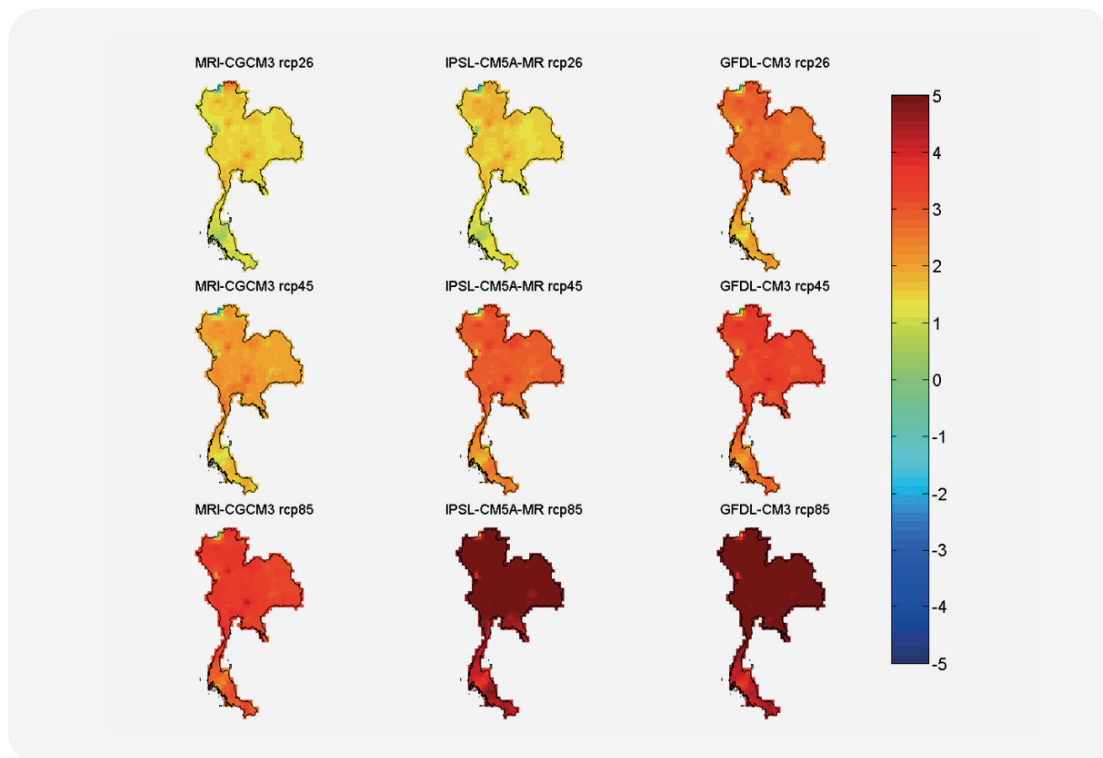 MRI-CGCM3 rcp26
IPSL-CM5A-MR rcp26
GFDL-CM3 rcp26
MRI-CGCM3 rcp45
IPSL-CM5A-MR rcp45
GFDL-CM3 rcp45
MRI-CGCM3 rcp85
IPSL-CM5A-MR rcp85
GFDL-CM3 rcp85
5
4
3
2
1
0
-1
-2
-3
-4
-5